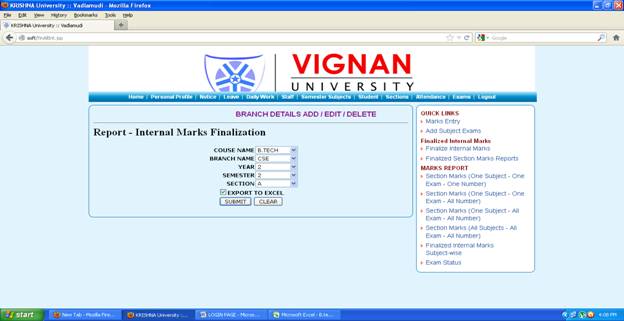 KRISHNA University :: Vadlamudi - Mozilla Firefox
File Edit View History Bookmarks Tools Help
KRISHNA University :: Vadlamudi
Google
VIGNAN
UNIVERSITY
Home | Personal Profile | Notice | Leave | Daily Work | Staff | Semester Subjects | Student | Sections | Attendance | Exams | Logout
BRANCH DETAILS ADD / EDIT / DELETE
Report - Internal Marks Finalization
COUSE NAME B.TECH
BRANCH NAME CSE
YEAR 2
SEMESTER 2
SECTION A
EXPORT TO EXCEL
SUBMIT CLEAR
QUICK LINKS
Marks Entry
Add Subject Exams
Finalized Internal Marks
Finalize Internal Marks
Finalized Section Marks Reports
MARKS REPORT
Section Marks (One Subject - One
Exam - One Number)
Section Marks (One Subject - One
Exam - All Number)
Section Marks (One Subject - All
Exam - All Number)
Section Marks (All Subjects - All
Exam - All Number)
Finalized Internal Marks
Subject-wise
Exam Status
start
New Tab - Mozilla Fire...
KRISHNA University :...
LOGIN PAGE - Micros...
Microsoft Excel - B.te...
4:08 PM